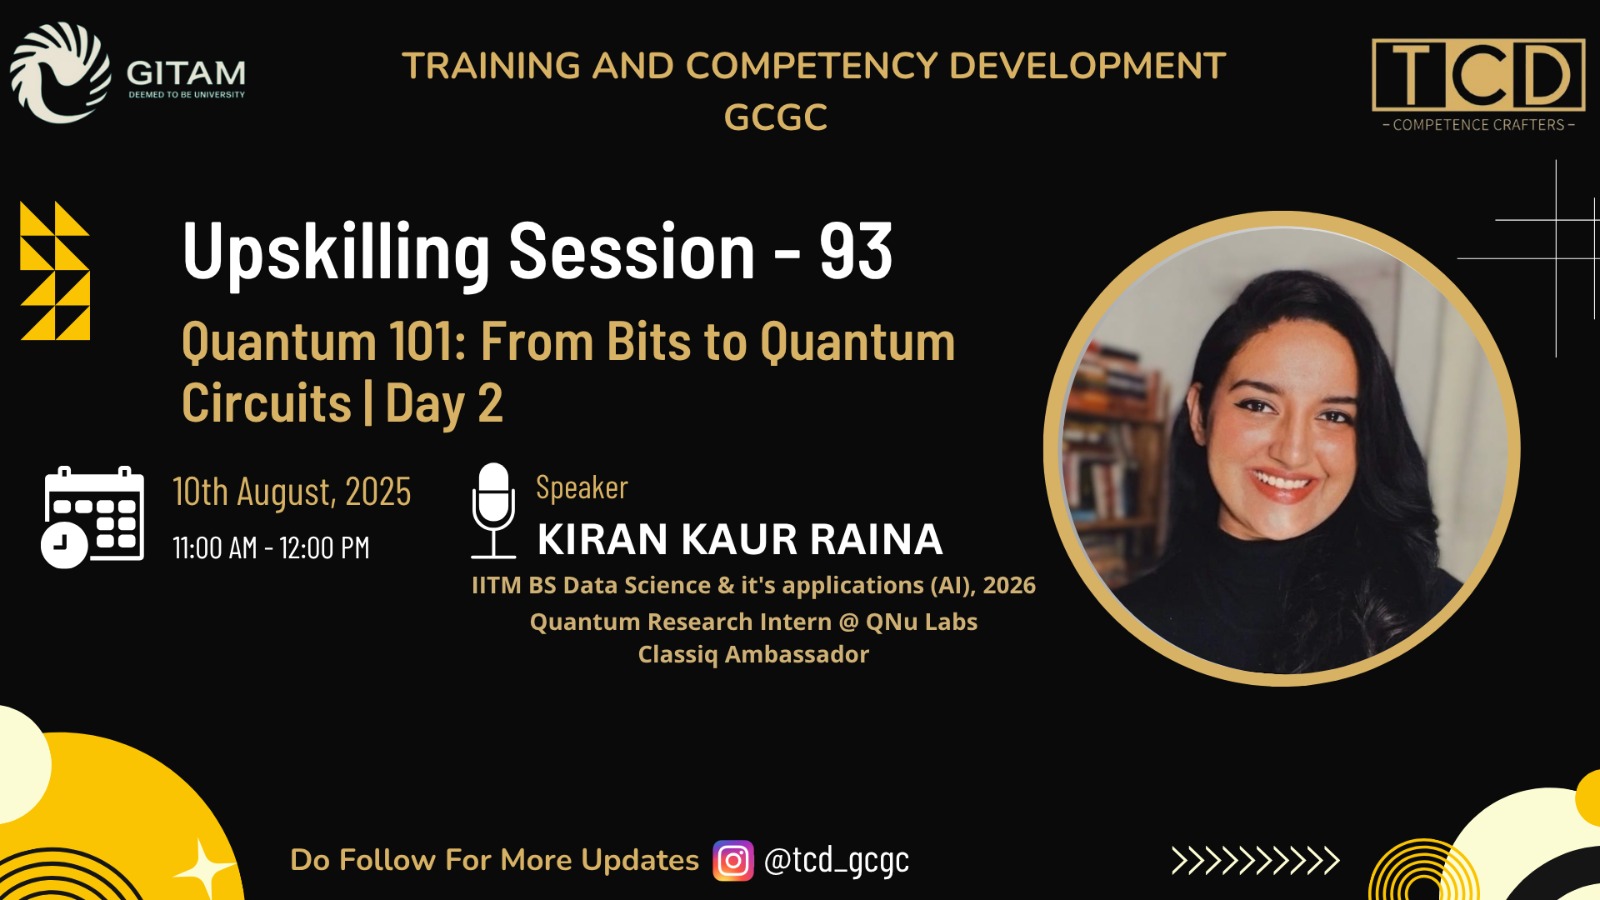 GITAM
DEEMED TO BE UNIVERSITY
TRAINING AND COMPETENCY DEVELOPMENT
GCGC
TCD
- COMPETENCE CRAFTERS -
Upskilling Session - 93
Quantum 101: From Bits to Quantum
Circuits | Day 2
10th August, 2025
11:00 AM - 12:00 PM
Speaker
KIRAN KAUR RAINA
IITM BS Data Science & it's applications (AI), 2026
Quantum Research Intern @ QNu Labs
Classiq Ambassador
Do Follow For More Updates @tcd_gcgc